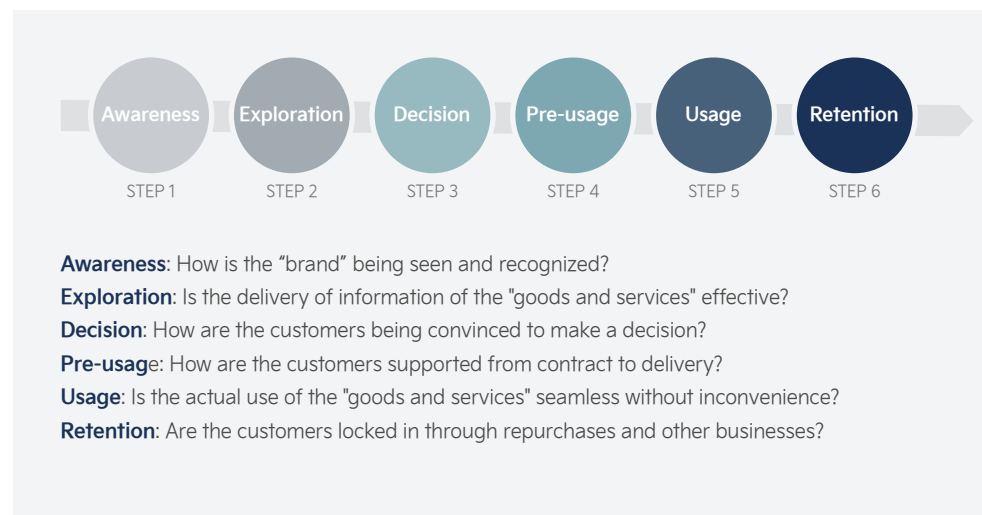 Awareness Exploration Decision Pre-usage Usage Retention
STEP 1 STEP 2 STEP 3 STEP 4 STEP 5 STEP 6
Awareness: How is the “brand” being seen and recognized?
Exploration: Is the delivery of information of the "goods and services" effective?
Decision: How are the customers being convinced to make a decision?
Pre-usage: How are the customers supported from contract to delivery?
Usage: Is the actual use of the "goods and services" seamless without inconvenience?
Retention: Are the customers locked in through repurchases and other businesses?